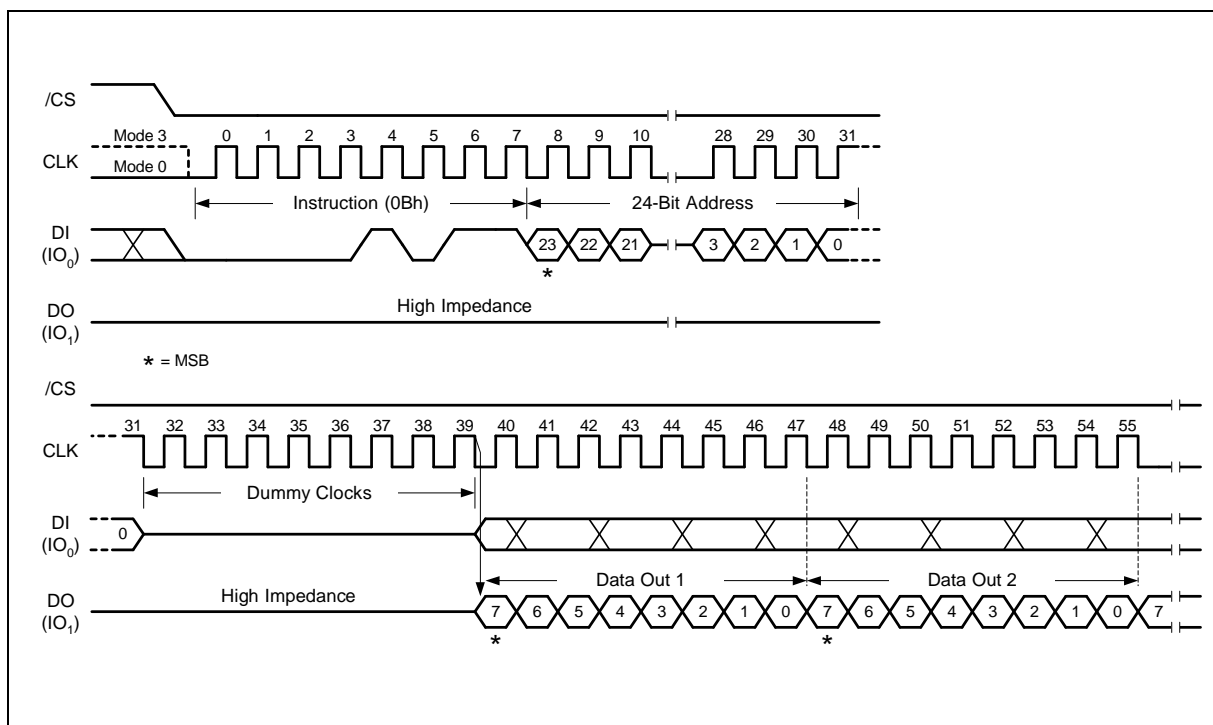 /CS
Mode 3 0 1 2 3 4 5 6 7 8 9 10 28 29 30 31
CLK
Mode 0
Instruction (0Bh) 24-Bit Address
DI
(IO0) 23 22 21 3 2 1 0
*
High Impedance
DO
(IO1)
* = MSB
/CS
31 32 33 34 35 36 37 38 39 40 41 42 43 44 45 46 47 48 49 50 51 52 53 54 55
CLK
Dummy Clocks
DI
(IO0) 0
Data Out 1 Data Out 2
High Impedance
DO
(IO1) 7 6 5 4 3 2 1 0 7 6 5 4 3 2 1 0 7
* *